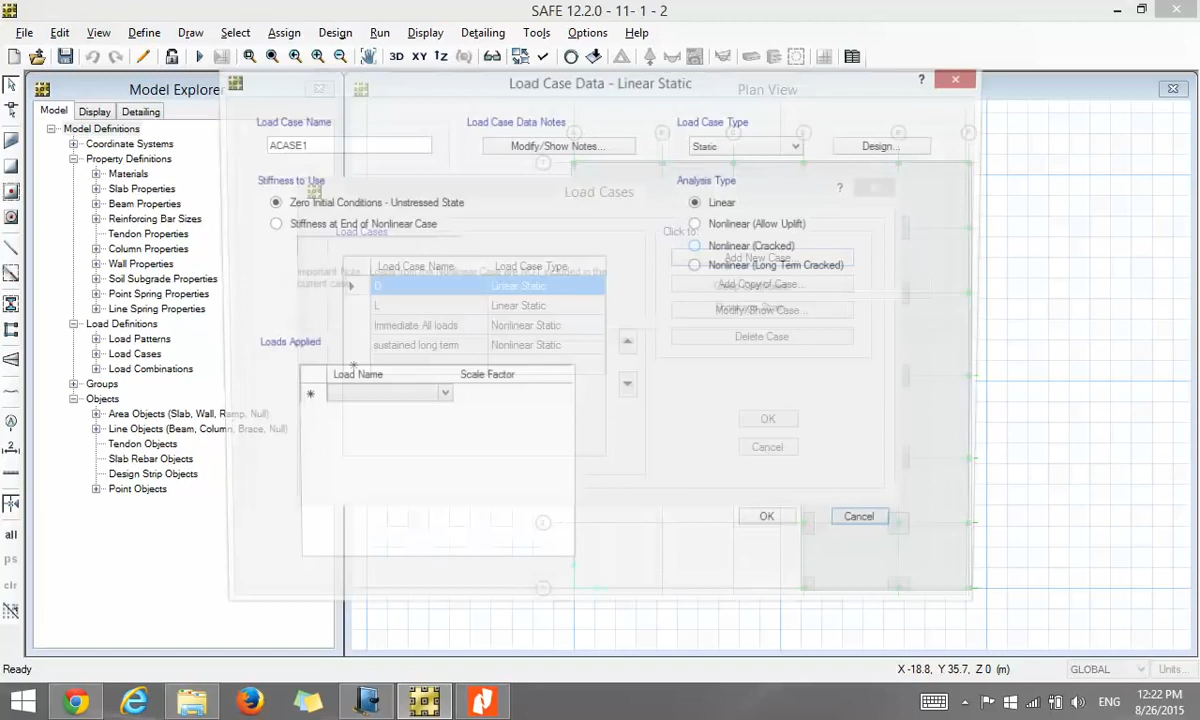 SAFE 12.2.0 - 11- 1 - 2
File Edit View Define Draw Select Assign Design Run Display Detailing Tools Options Help
3D XY
Model Explorer
Model Display Detailing
Model Definitions
Coordinate Systems
Property Definitions
Materials
Slab Properties
Beam Properties
Reinforcing Bar Sizes
Tendon Properties
Column Properties
Wall Properties
Soil Subgrade Properties
Point Spring Properties
Line Spring Properties
Load Definitions
Load Patterns
Load Cases
Load Combinations
Groups
Objects
Area Objects (Slab, Wall, Ramp, Null)
Line Objects (Beam, Column, Brace, Null)
Tendon Objects
Slab Rebar Objects
Design Strip Objects
Point Objects
all
ps
clr
Load Case Data - Linear Static
?
Plan View
Load Case Name
ACASE1
Load Case Data Notes
Modify/Show Notes...
Load Case Type
Static
Design...
Stiffness to Use
Zero Initial Conditions - Unstressed State
Stiffness at End of Nonlinear Case
Analysis Type
Linear
Nonlinear (Allow Uplift)
Nonlinear (Cracked)
Nonlinear (Long Term Cracked)
Loads Applied
Load Name Scale Factor
OK Cancel
Load Cases
?
Load Cases
Load Case Name Load Case Type
D Linear Static
L Linear Static
Immediate All loads Nonlinear Static
sustained long term Nonlinear Static
Click to:
Add New Case...
Add Copy of Case...
Modify/Show Case...
Delete Case
OK
Cancel
Ready
X -18.8, Y 35.7, Z 0 (m)
GLOBAL
Units...
ENG
12:22 PM
8/26/2015